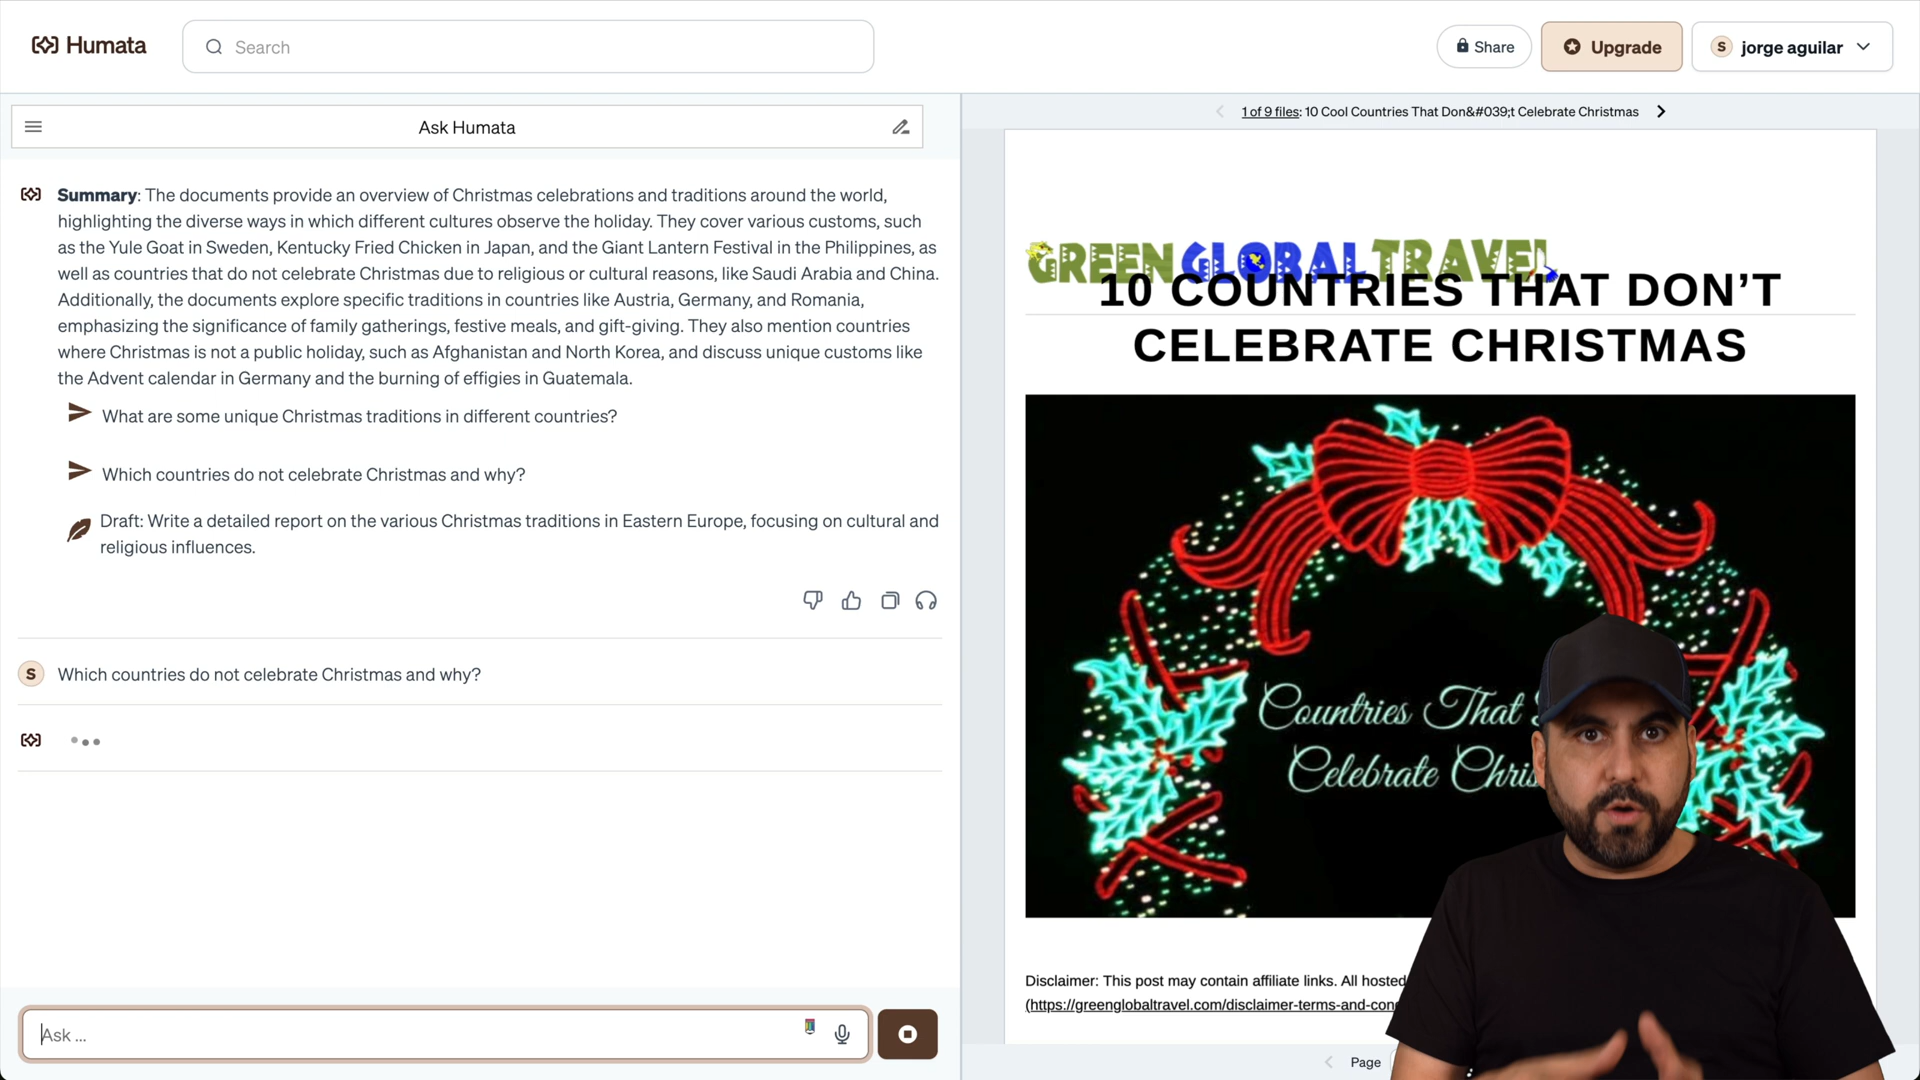 Humata
Search
Share
Upgrade
S
jorge aguilar
Ask Humata
1 of 9 files: 10 Cool Countries That Don&#039;t Celebrate Christmas
Summary: The documents provide an overview of Christmas celebrations and traditions around the world,
highlighting the diverse ways in which different cultures observe the holiday. They cover various customs, such
as the Yule Goat in Sweden, Kentucky Fried Chicken in Japan, and the Giant Lantern Festival in the Philippines, as
well as countries that do not celebrate Christmas due to religious or cultural reasons, like Saudi Arabia and China.
Additionally, the documents explore specific traditions in countries like Austria, Germany, and Romania,
emphasizing the significance of family gatherings, festive meals, and gift-giving. They also mention countries
where Christmas is not a public holiday, such as Afghanistan and North Korea, and discuss unique customs like
the Advent calendar in Germany and the burning of effigies in Guatemala.
What are some unique Christmas traditions in different countries?
Which countries do not celebrate Christmas and why?
Draft: Write a detailed report on the various Christmas traditions in Eastern Europe, focusing on cultural and
religious influences.
S
Which countries do not celebrate Christmas and why?
Ask ...
GREEN GLOBAL TRAVEL
10 COUNTRIES THAT DON'T
CELEBRATE CHRISTMAS
Countries That
Celebrate Chris
Disclaimer: This post may contain affiliate links. All hosted
(https://greenglobaltravel.com/disclaimer-terms-and-con
Page